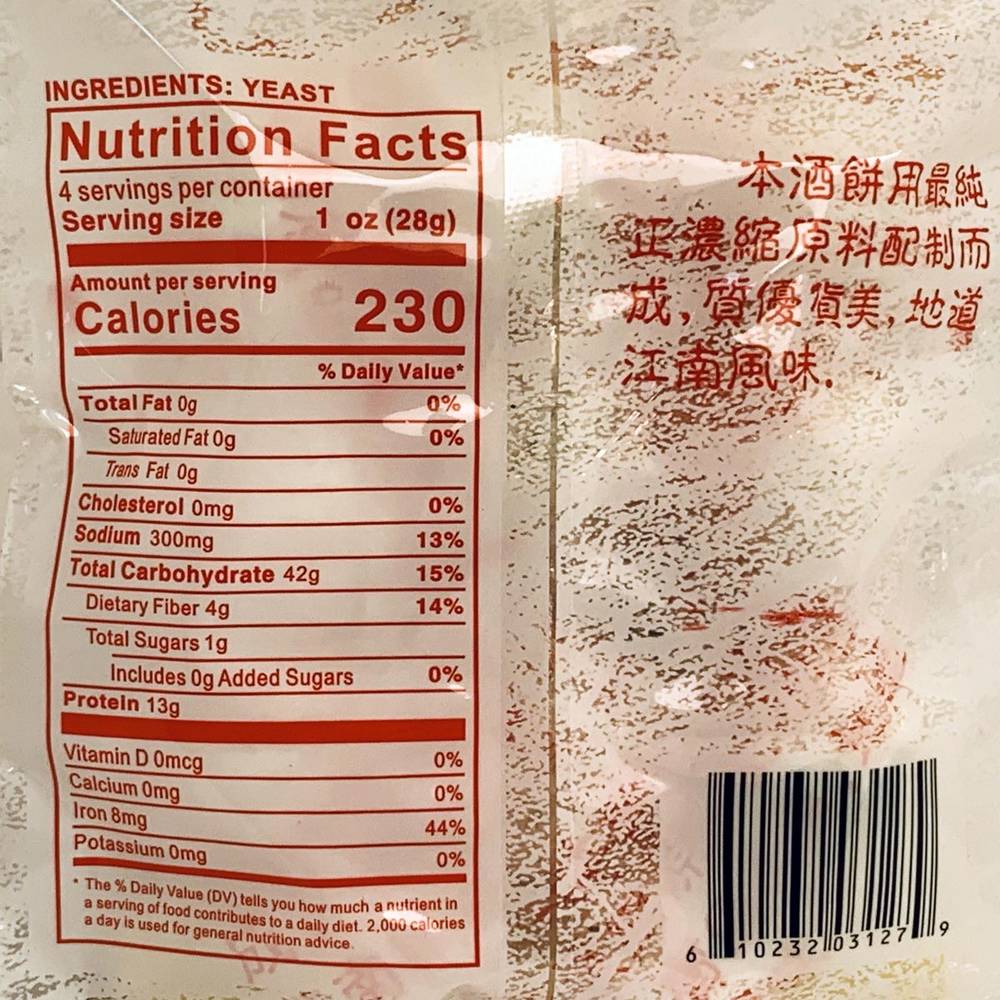 INGREDIENTS: YEAST
Nutrition Facts
4 servings per container
Serving size 1 oz (28g)
Amount per serving
Calories 230
% Daily Value*
Total Fat 0g 0%
Saturated Fat 0g 0%
Trans Fat 0g
Cholesterol 0mg 0%
Sodium 300mg 13%
Total Carbohydrate 42g 15%
Dietary Fiber 4g 14%
Total Sugars 1g
Includes 0g Added Sugars 0%
Protein 13g
Vitamin D 0mcg 0%
Calcium 0mg 0%
Iron 8mg 44%
Potassium 0mg 0%
* The % Daily Value (DV) tells you how much a nutrient in
a serving of food contributes to a daily diet. 2,000 calories
a day is used for general nutrition advice.
本酒餅用最純
正濃縮原料配制而
成,質優貨美,地道
江南風味.
6 10232 03127 9